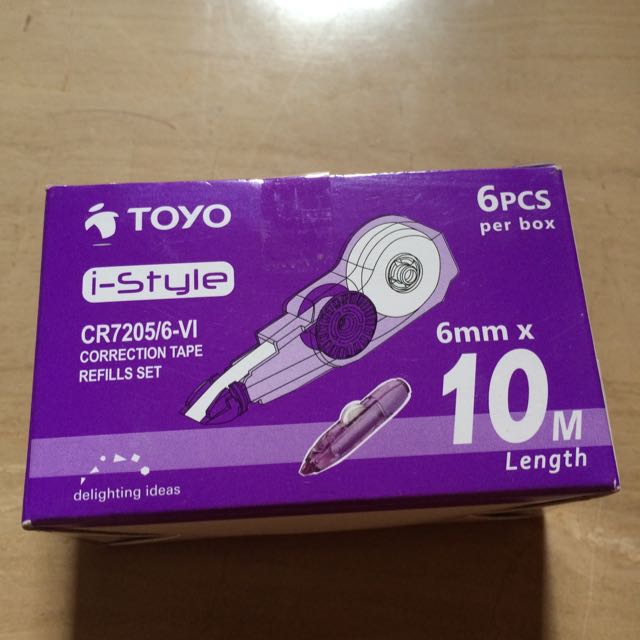 TOYO
i-Style
CR7205/6-VI
CORRECTION TAPE
REFILLS SET
delighting ideas
6PCS
per box
6mm x
10M
Length